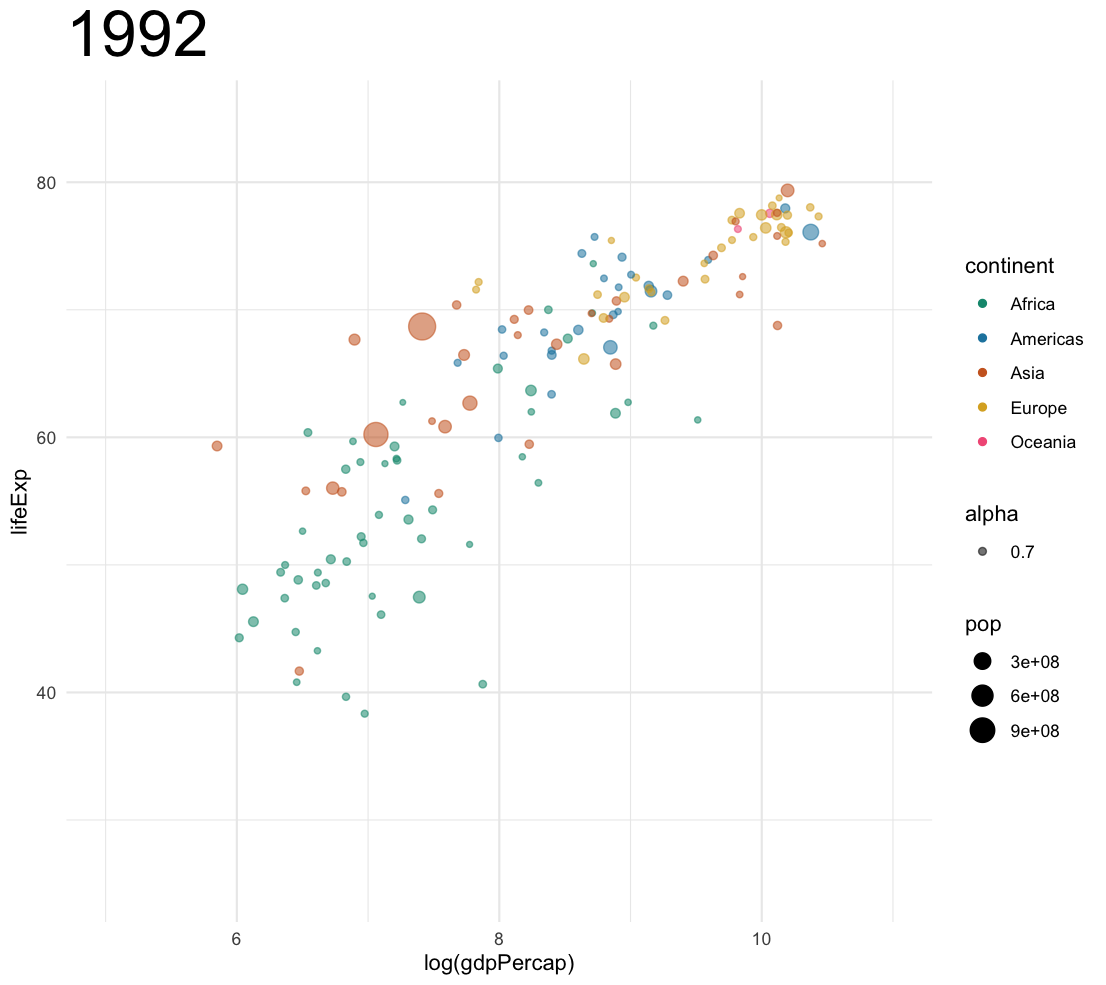 1992
80
60
40
lifeExp
6
8
10
log(gdpPercap)
continent
Africa
Americas
Asia
Europe
Oceania
alpha
0.7
pop
3e+08
6e+08
9e+08